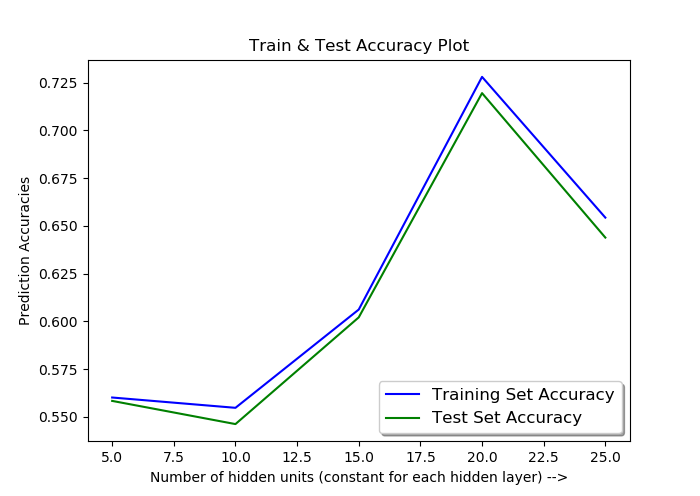 Train & Test Accuracy Plot
0.725
0.700
0.675
0.650
0.625
0.600
0.575
0.550
Prediction Accuracies
Training Set Accuracy
Test Set Accuracy
5.0 7.5 10.0 12.5 15.0 17.5 20.0 22.5 25.0
Number of hidden units (constant for each hidden layer) -->